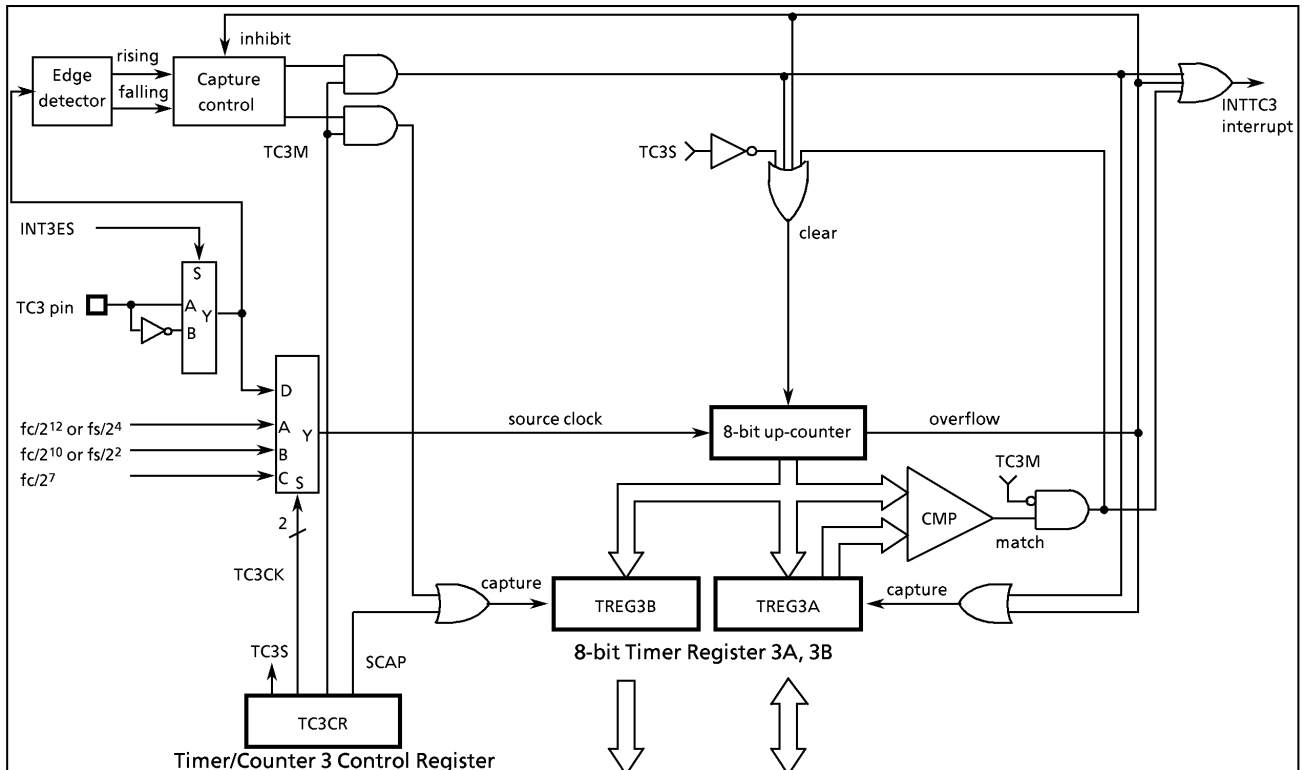 inhibit
rising
Edge
detector
falling
Capture
control
TC3M
INTTC3
interrupt
TC3S
clear
INT3ES
S
TC3 pin
A
Y
B
D
fc/2¹² or fs/2⁴
A
Y
fc/2¹⁰ or fs/2²
B
fc/2⁷
C
S
source clock
8-bit up-counter
overflow
TC3M
CMP
match
2
TC3CK
capture
TREG3B
TREG3A
capture
8-bit Timer Register 3A, 3B
TC3S
SCAP
TC3CR
Timer/Counter 3 Control Register